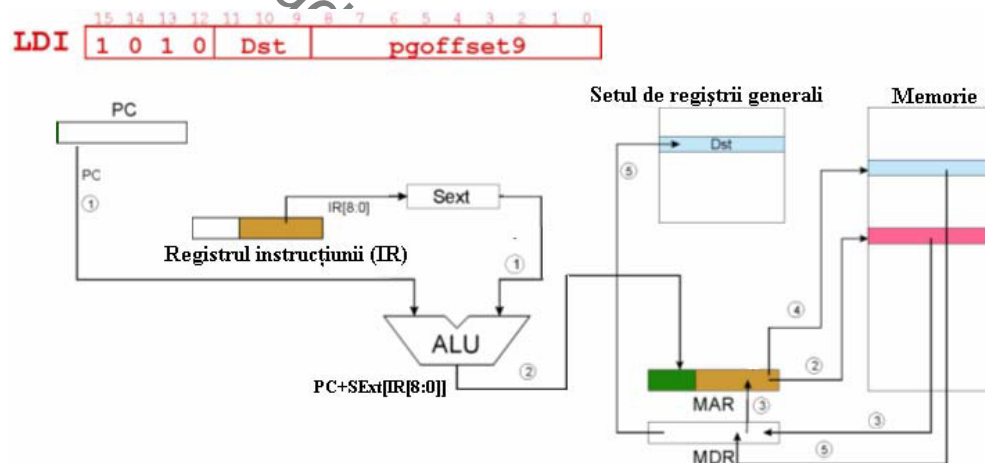 15 14 13 12 11 10 9 8 7 6 5 4 3 2 1 0
LDI 1 0 1 0 Dst pgoffset9
PC
Setul de regiștrii generali
Memorie
Dst
PC
1
IR[8:0]
Sext
5
Registrul instrucțiunii (IR)
1
4
ALU
2
2
PC+SExt[IR[8:0]]
MAR
3
3
MDR
5